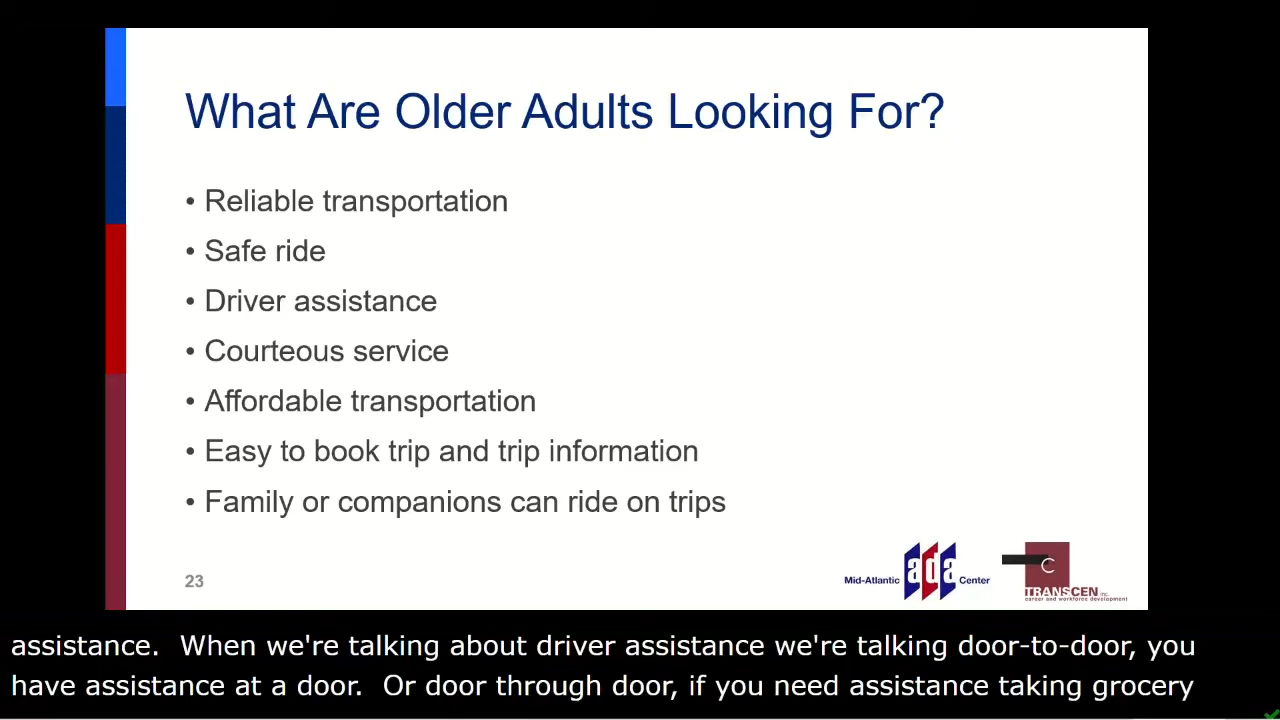 What Are Older Adults Looking For?
• Reliable transportation
• Safe ride
• Driver assistance
• Courteous service
• Affordable transportation
• Easy to book trip and trip information
• Family or companions can ride on trips
23
Mid-Atlantic ada Center
C
TRANSCEN inc.
career and workforce development
assistance.  When we're talking about driver assistance we're talking door-to-door, you
have assistance at a door.  Or door through door, if you need assistance taking grocery